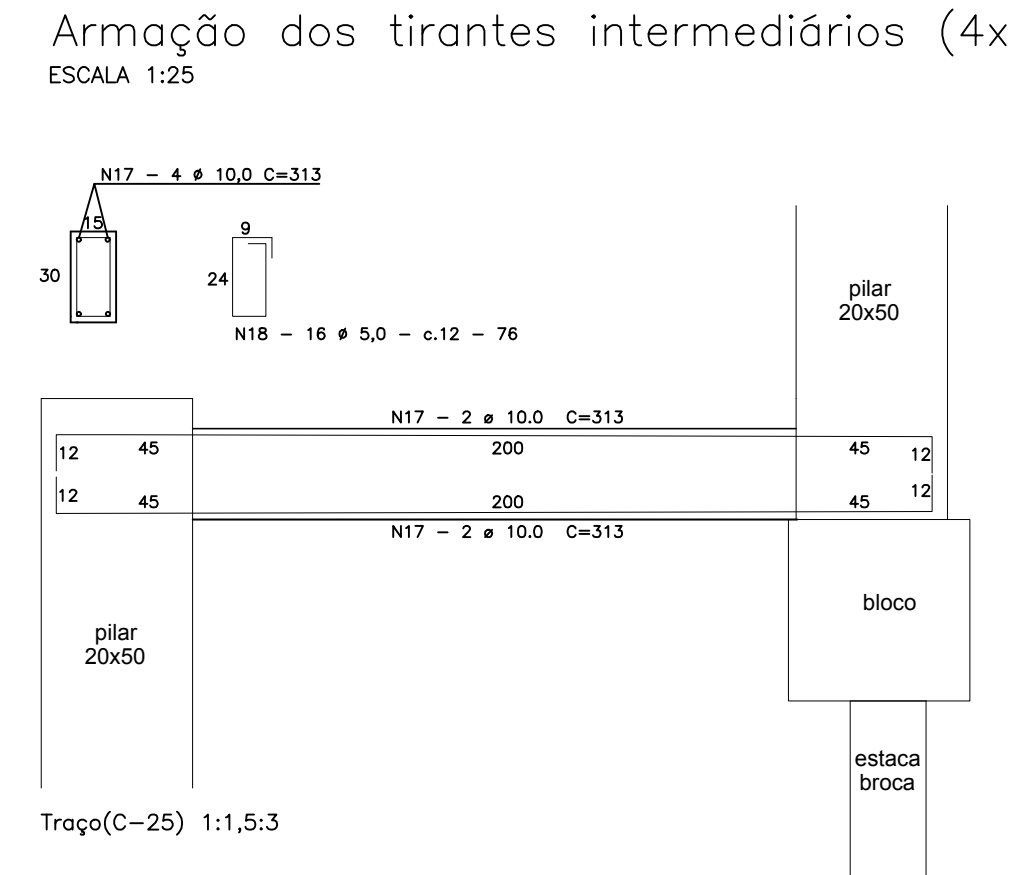 Armação dos tirantes intermediários (4x
ESCALA 1:25
N17 – 4 ø 10,0 C=313
15
30
9
24
N18 – 16 ø 5,0 – c.12 – 76
pilar
20x50
N17 – 2 ø 10.0 C=313
12 45 200 45 12
12 45 200 45 12
N17 – 2 ø 10.0 C=313
bloco
pilar
20x50
estaca
broca
Traço(C–25) 1:1,5:3